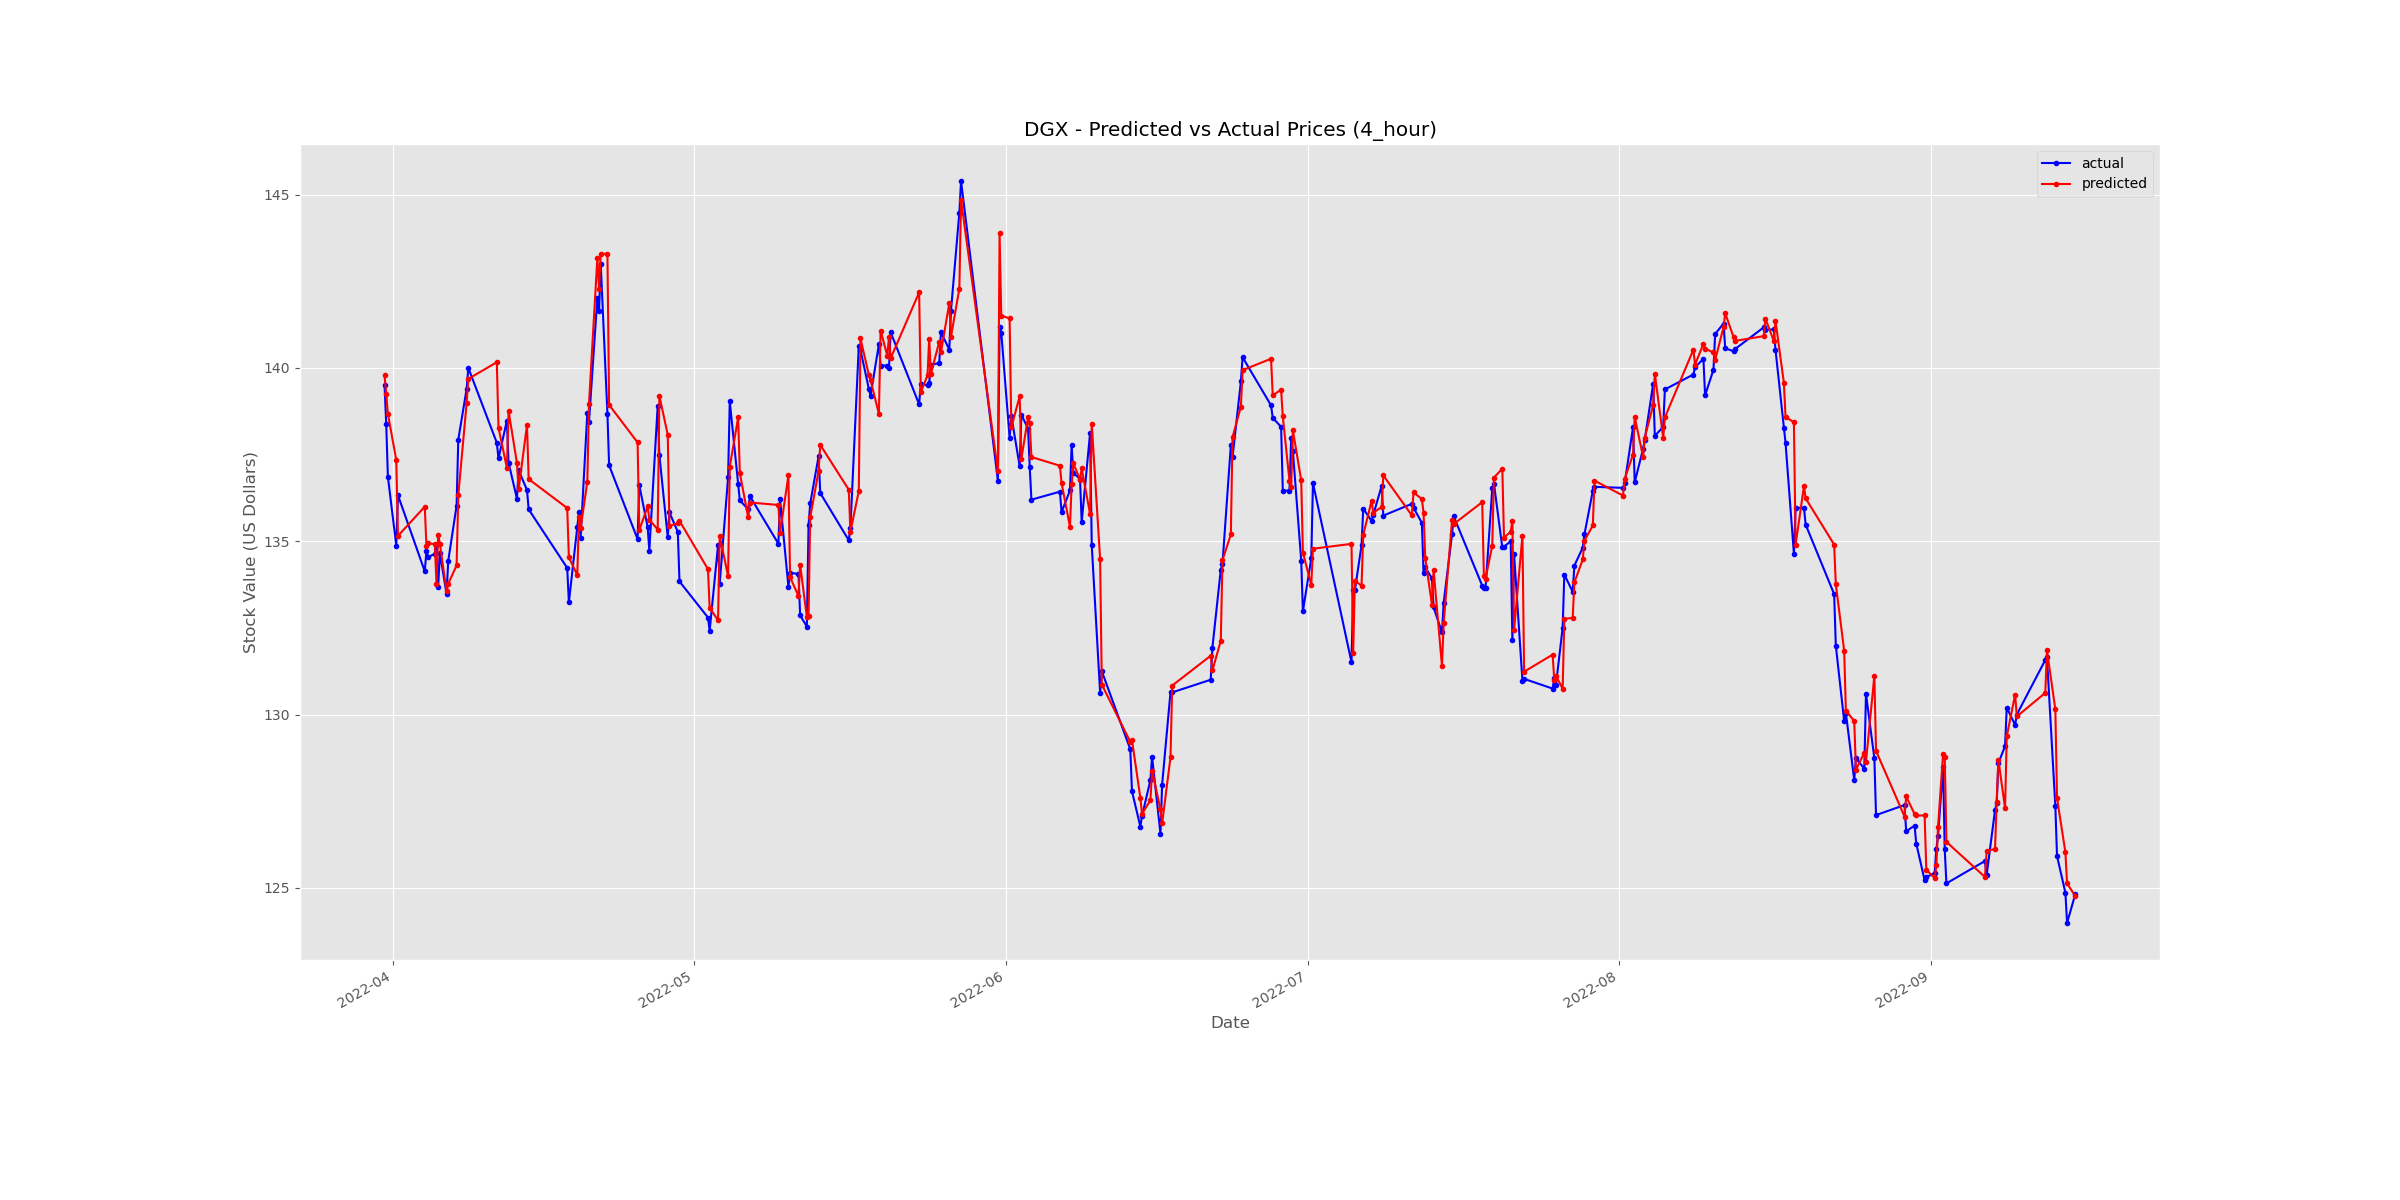 DGX - Predicted vs Actual Prices (4_hour)
actual
predicted
Stock Value (US Dollars)
145
140
135
130
125
2022-04
2022-05
2022-06
2022-07
2022-08
2022-09
Date